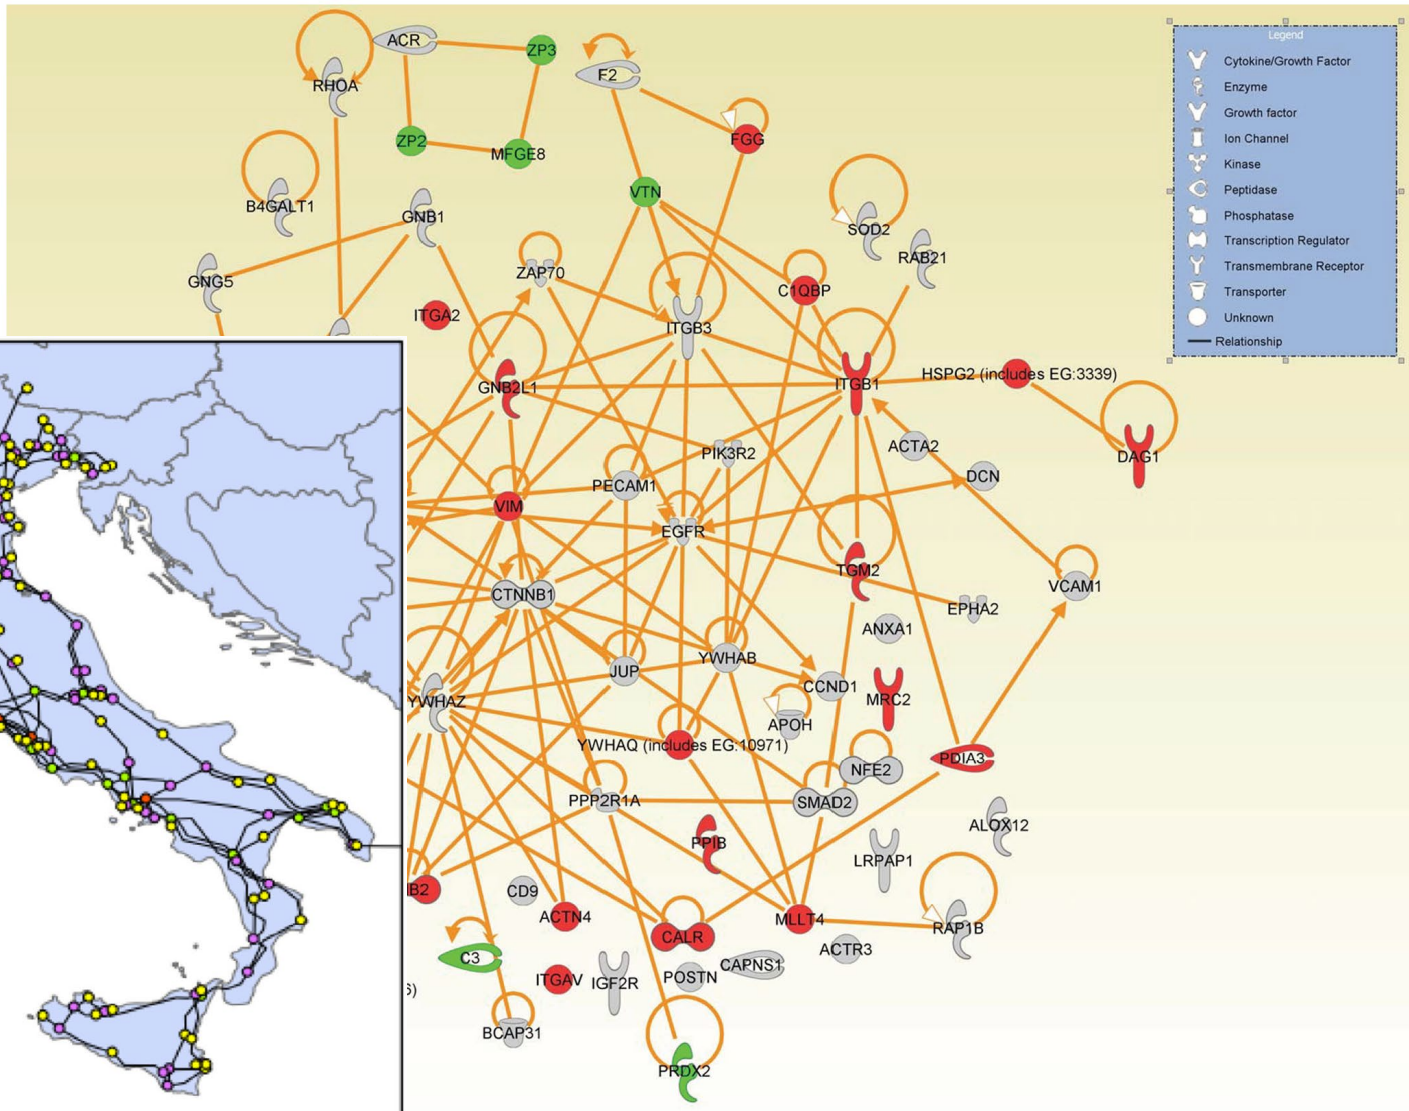 ACR
ZP3
F2
RHOA
FGG
ZP2
MFGE8
VTN
B4GALT1
GNB1
SOD2
RAB21
GNG5
ZAP70
C1QBP
ITGA2
ITGB3
GNB2L1
ITGB1
HSPG2 (includes EG:3339)
ACTA2
DAG1
PIK3R2
DCN
PECAM1
VIM
EGFR
TGM2
VCAM1
CTNNB1
EPHA2
ANXA1
YWHAB
JUP
CCND1
MRC2
YWHAZ
APOH
YWHAQ (includes EG:10971)
PDIA3
NFE2
PPP2R1A
SMAD2
ALOX12
PPIB
LRPAP1
B2
CD9
ACTN4
MLLT4
RAP1B
CALR
ACTR3
C3
CAPNS1
ITGAV
IGF2R
POSTN
BCAP31
PRDX2
Legend
Cytokine/Growth Factor
Enzyme
Growth factor
Ion Channel
Kinase
Peptidase
Phosphatase
Transcription Regulator
Transmembrane Receptor
Transporter
Unknown
Relationship